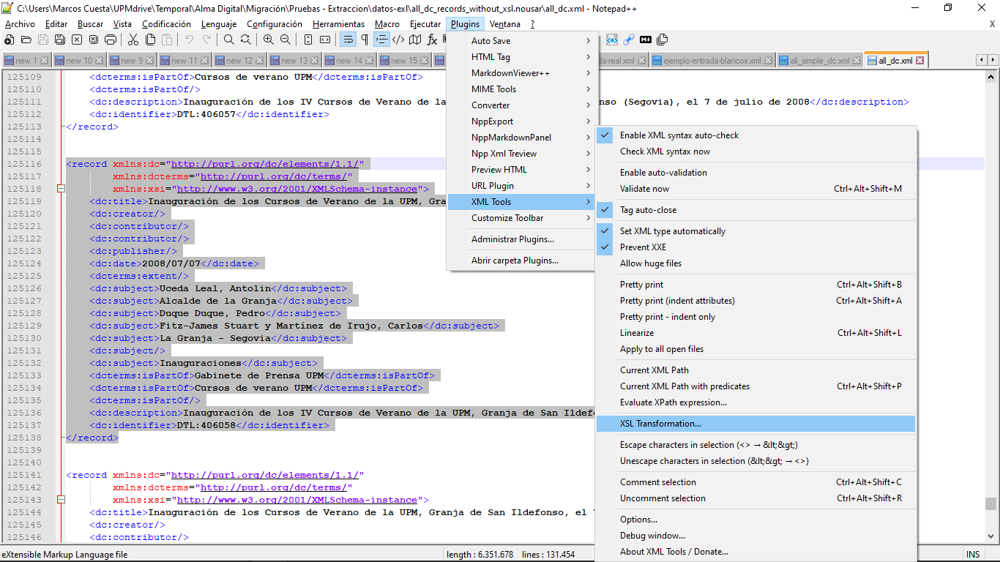 C:\Users\Marcos Cuesta\UPMdrive\Temporal\Alma Digital\Migración\Pruebas - Extraccion\datos-exl\all_dc_records_without_xsl.nousar\all_dc.xml - Notepad++
Archivo Editar Buscar Vista Codificación Lenguaje Configuración Herramientas Macro Ejecutar Plugins Ventana ? X
new 1 new 10 new 9 new 11 new 12 new 13 new 14 new 15 da-real.xml ejemplo-entrada-blancos.xml all_simple_dc.xml all_dc.xml
125109 <dcterms:isPartOf>Cursos de verano UPM</dcterms:isPartOf>
125110 <dcterms:isPartOf/>
125111 <dc:description>Inauguración de los IV Cursos de Verano de la onso (Segovia), el 7 de julio de 2008</dc:description>
125112 <dc:identifier>DTL:406057</dc:identifier>
125113 </record>
125114
125115
125116 <record xmlns:dc="http://purl.org/dc/elements/1.1/"
125117 xmlns:dcterms="http://purl.org/dc/terms/"
125118 xmlns:xsi="http://www.w3.org/2001/XMLSchema-instance">
125119 <dc:title>Inauguración de los Cursos de Verano de la UPM, Gra
125120 <dc:creator/>
125121 <dc:contributor/>
125122 <dc:contributor/>
125123 <dc:publisher/>
125124 <dc:date>2008/07/07</dc:date>
125125 <dcterms:extent/>
125126 <dc:subject>Uceda Leal, Antolin</dc:subject>
125127 <dc:subject>Alcalde de la Granja</dc:subject>
125128 <dc:subject>Duque Duque, Pedro</dc:subject>
125129 <dc:subject>Fitz-James Stuart y Martínez de Irujo, Carlos</dc:subject>
125130 <dc:subject>La Granja - Segovia</dc:subject>
125131 <dc:subject/>
125132 <dc:subject>Inauguraciones</dc:subject>
125133 <dcterms:isPartOf>Gabinete de Prensa UPM</dcterms:isPartOf>
125134 <dcterms:isPartOf>Cursos de verano UPM</dcterms:isPartOf>
125135 <dcterms:isPartOf/>
125136 <dc:description>Inauguración de los IV Cursos de Verano de la UPM, Granja de San Ildef
125137 <dc:identifier>DTL:406058</dc:identifier>
125138 </record>
125139
125140
125141 <record xmlns:dc="http://purl.org/dc/elements/1.1/"
125142 xmlns:dcterms="http://purl.org/dc/terms/"
125143 xmlns:xsi="http://www.w3.org/2001/XMLSchema-instance">
125144 <dc:title>Inauguración de los Cursos de Verano de la UPM, Granja de San Ildefonso, el
125145 <dc:creator/>
125146 <dc:contributor/>
Auto Save
HTML Tag
MarkdownViewer++
MIME Tools
Converter
NppExport
NppMarkdownPanel
Npp Xml Treview
Preview HTML
URL Plugin
XML Tools
Customize Toolbar
Administrar Plugins...
Abrir carpeta Plugins...
Enable XML syntax auto-check
Check XML syntax now
Enable auto-validation
Validate now Ctrl+Alt+Shift+M
Tag auto-close
Set XML type automatically
Prevent XXE
Allow huge files
Pretty print Ctrl+Alt+Shift+B
Pretty print (indent attributes) Ctrl+Alt+Shift+A
Pretty print - indent only
Linearize Ctrl+Alt+Shift+L
Apply to all open files
Current XML Path
Current XML Path with predicates Ctrl+Alt+Shift+P
Evaluate XPath expression...
XSL Transformation...
Escape characters in selection (<> → &lt;&gt;)
Unescape characters in selection (&lt;&gt; → <>)
Comment selection Ctrl+Alt+Shift+C
Uncomment selection Ctrl+Alt+Shift+R
Options...
Debug window...
About XML Tools / Donate...
eXtensible Markup Language file length : 6.351.678 lines : 131.454 INS